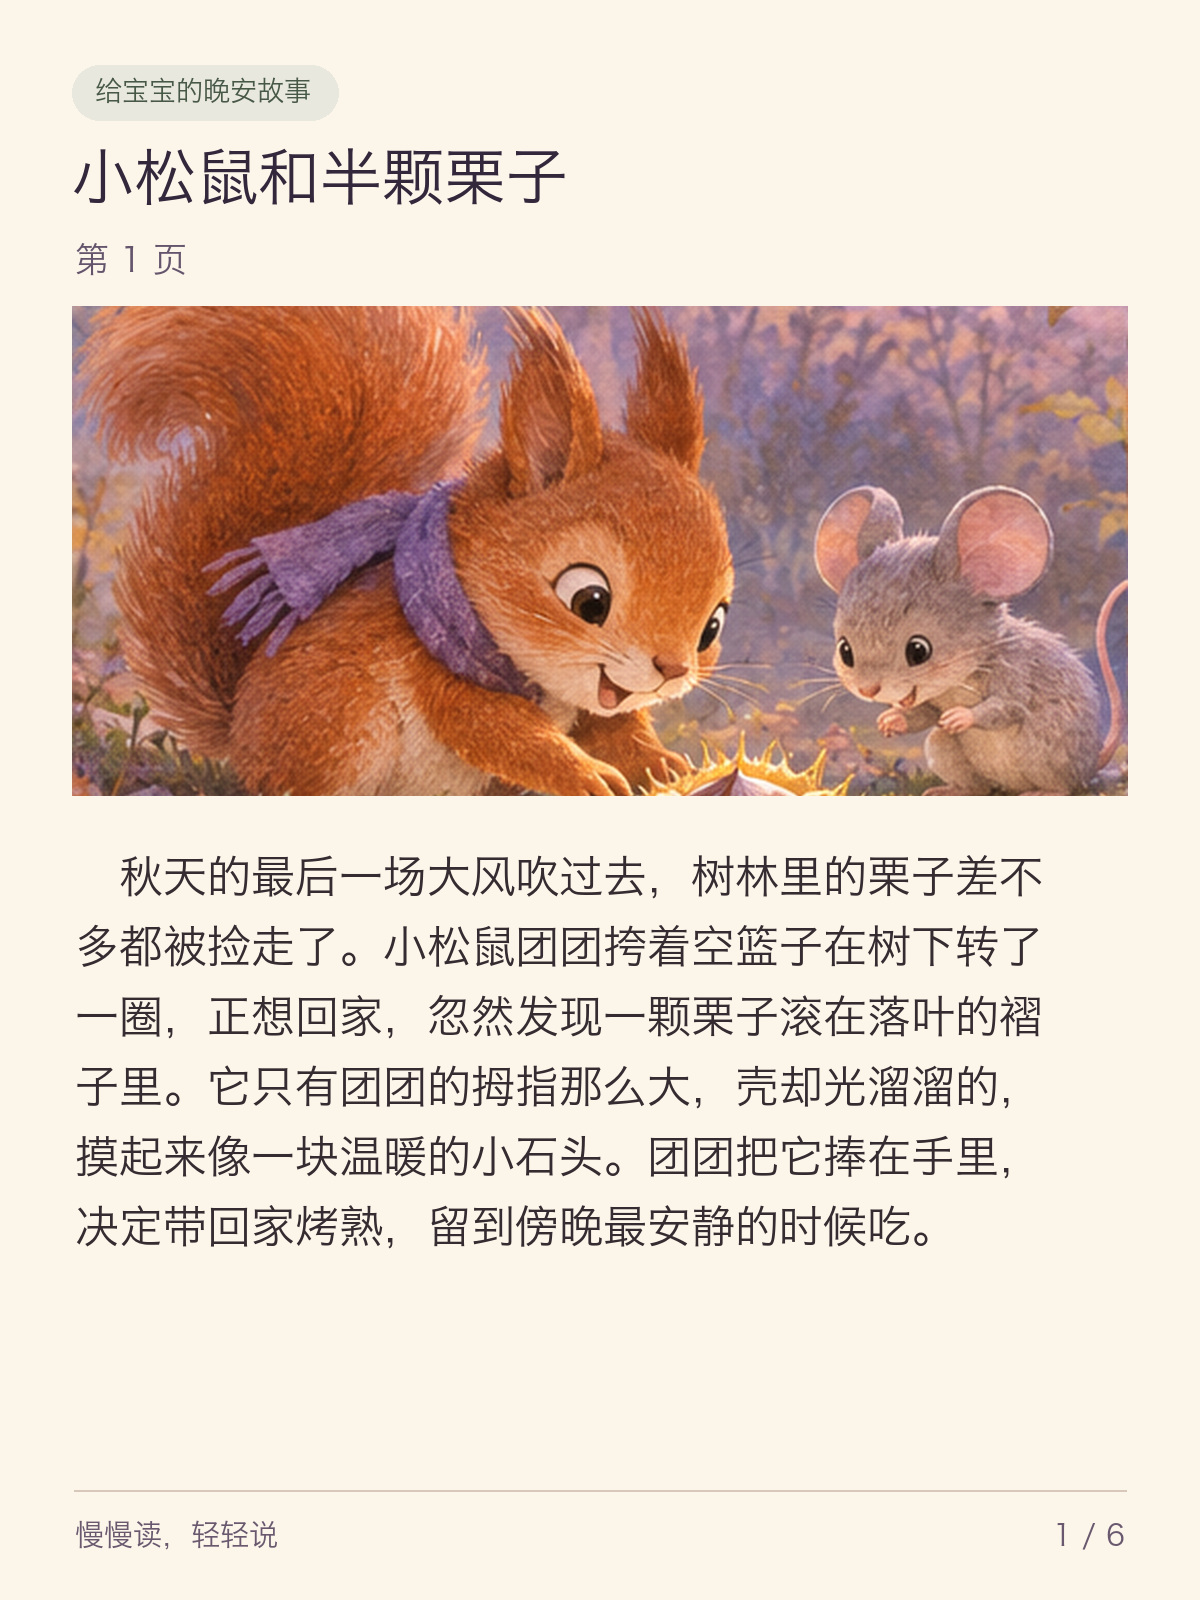 给宝宝的晚安故事
小松鼠和半颗栗子
第 1 页
秋天的最后一场大风吹过去，树林里的栗子差不
多都被捡走了。小松鼠团团挎着空篮子在树下转了
一圈，正想回家，忽然发现一颗栗子滚在落叶的褶
子里。它只有团团的拇指那么大，壳却光溜溜的，
摸起来像一块温暖的小石头。团团把它捧在手里，
决定带回家烤熟，留到傍晚最安静的时候吃。
慢慢读，轻轻说
1 / 6